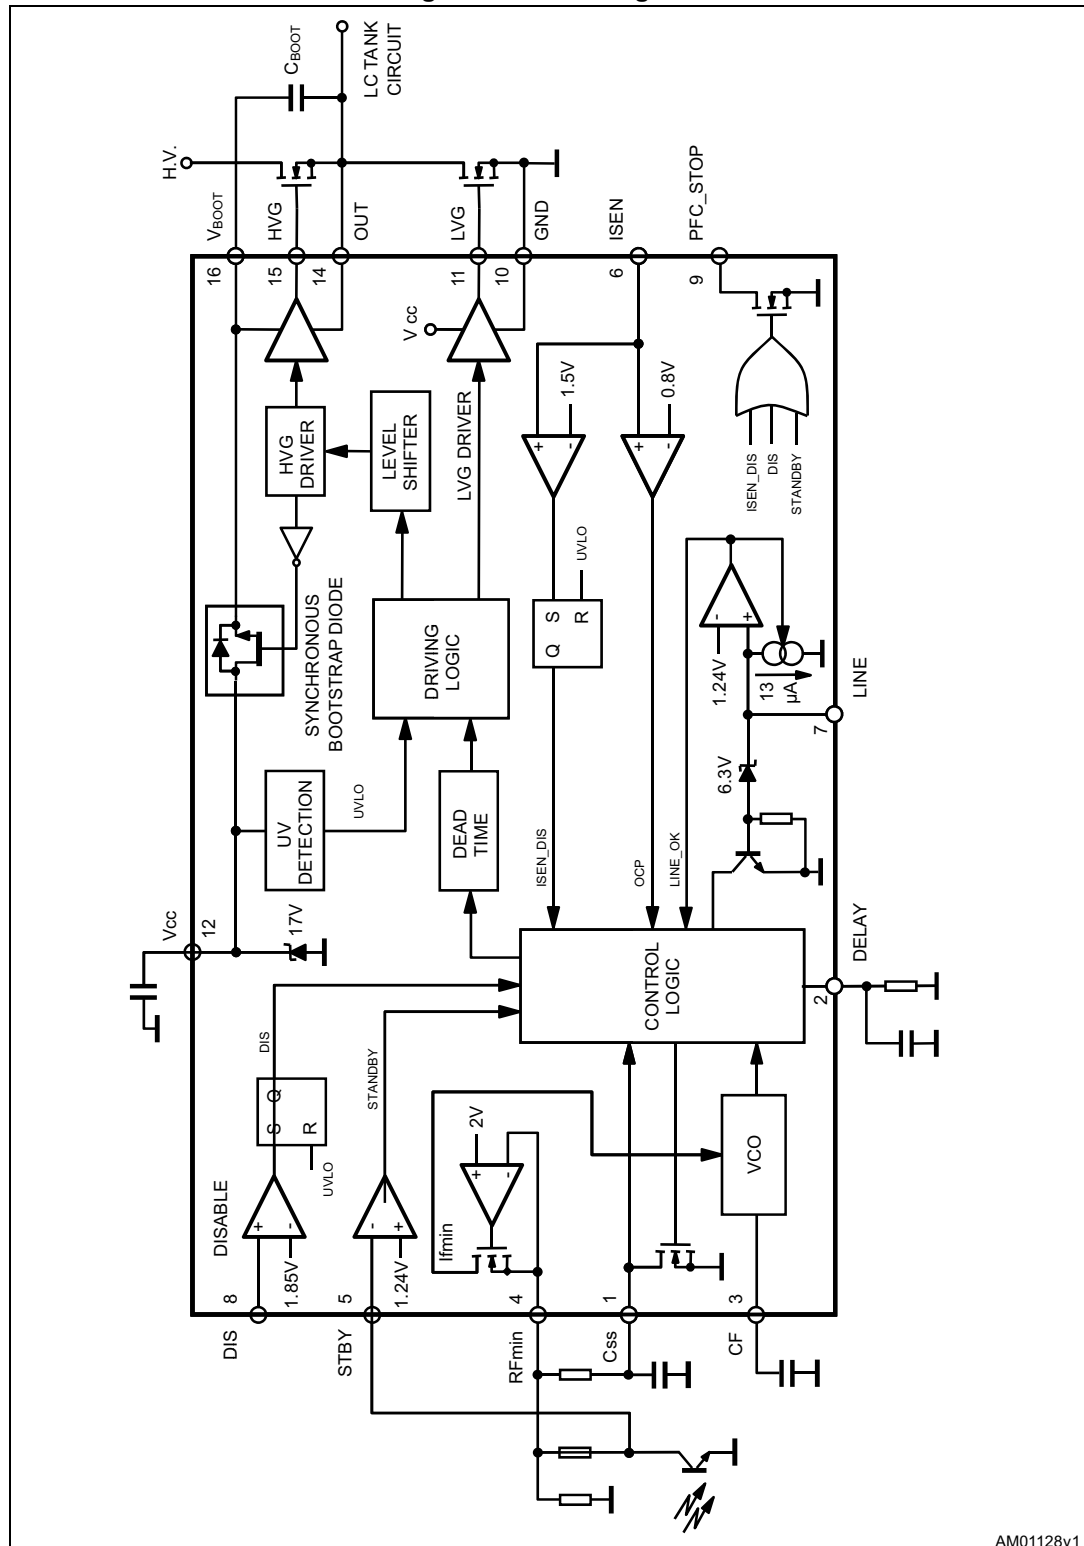 H.V.
CBOOT
LC TANK
CIRCUIT
VBOOT
HVG
OUT
LVG
GND
ISEN
PFC_STOP
16
15
14
11
10
6
9
V cc
HVG
DRIVER
LEVEL
SHIFTER
LVG DRIVER
1.5V
0.8V
+
-
+
-
ISEN_DIS
DIS
STANDBY
SYNCHRONOUS
BOOTSTRAP DIODE
DRIVING
LOGIC
Q
S
R
UVLO
1.24V
-
+
13
µA
LINE
7
6.3V
UV
DETECTION
UVLO
DEAD
TIME
ISEN_DIS
OCP
LINE_OK
Vcc
12
17V
CONTROL
LOGIC
DELAY
2
DIS
S
Q
R
UVLO
STANDBY
DISABLE
+
-
1.85V
-
+
1.24V
2V
+
-
Ifmin
VCO
8
5
4
1
3
DIS
STBY
RFmin
Css
CF
AM01128v1